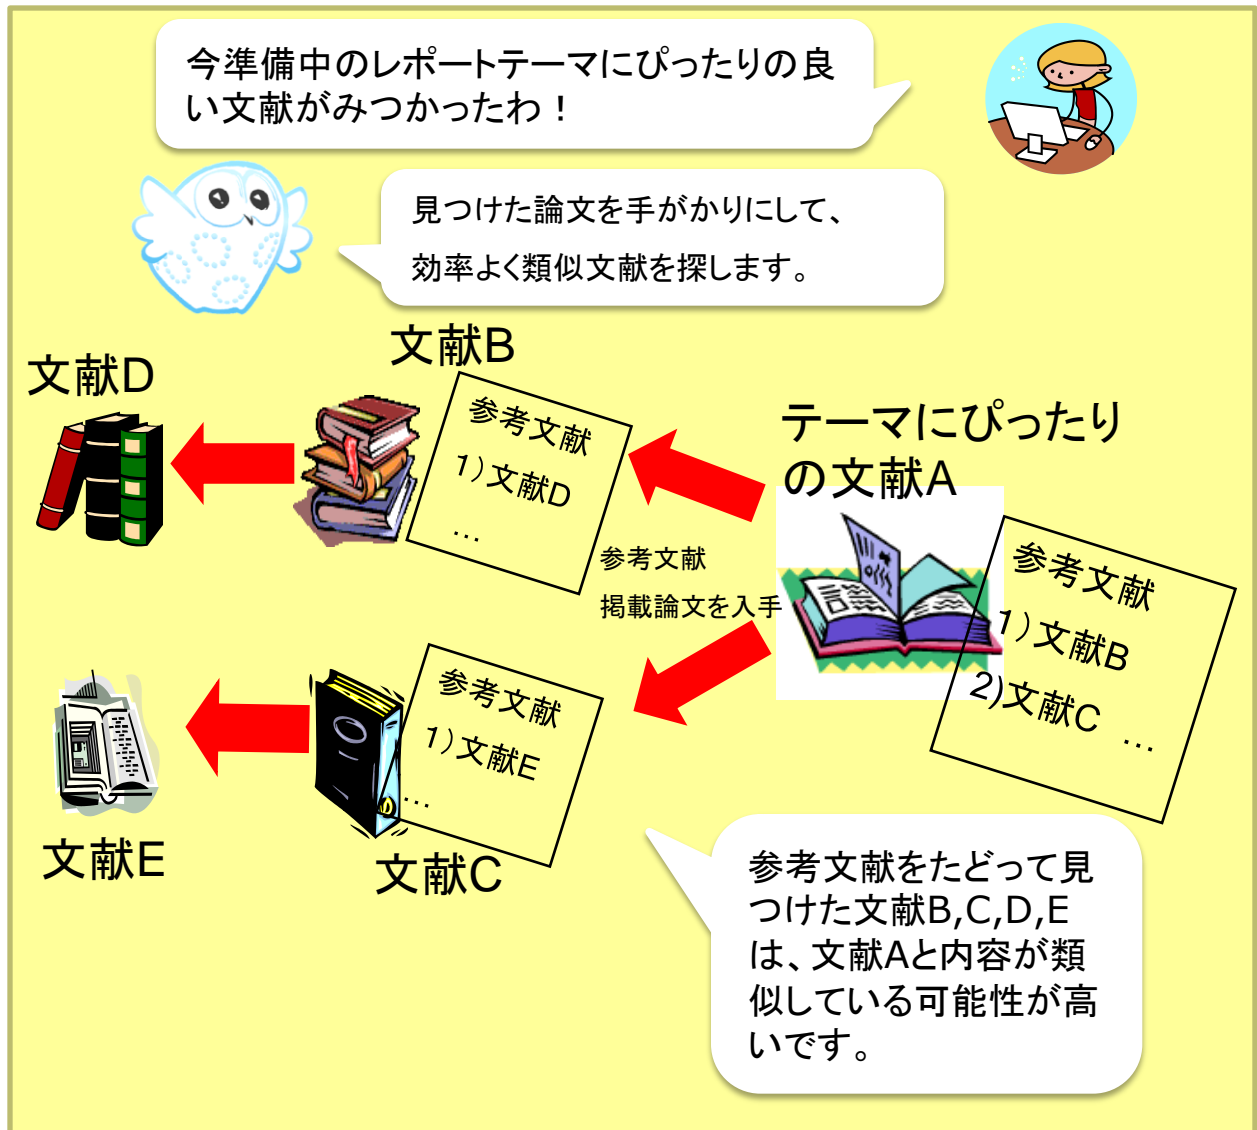 今準備中のレポートテーマにぴったりの良
い文献がみつかったわ！
見つけた論文を手がかりにして、
効率よく類似文献を探します。
文献B
文献D
参考文献
1）文献D
…
テーマにぴったり
の文献A
参考文献
掲載論文を入手
参考文献
1）文献B
2)文献C …
参考文献
1）文献E
…
文献E
文献C
参考文献をたどって見
つけた文献B,C,D,E
は、文献Aと内容が類
似している可能性が高
いです。